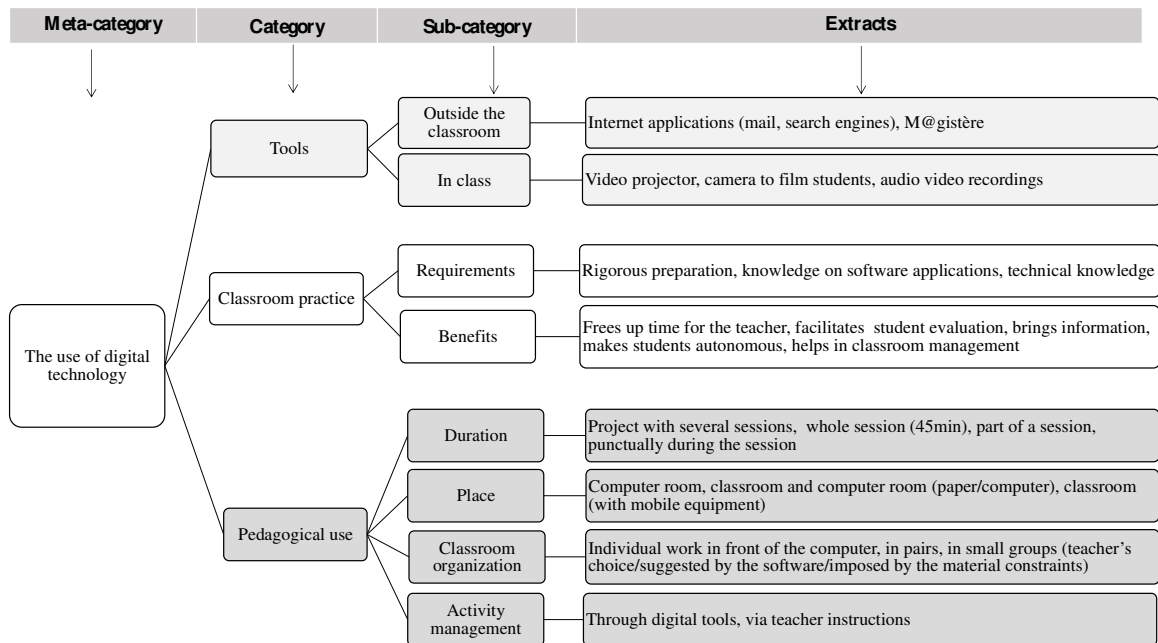 Meta-category
Category
Sub-category
Extracts
The use of digital
technology
Tools
Outside the
classroom
Internet applications (mail, search engines), M@gistère
In class
Video projector, camera to film students, audio video recordings
Classroom practice
Requirements
Rigorous preparation, knowledge on software applications, technical knowledge
Benefits
Frees up time for the teacher, facilitates student evaluation, brings information,
makes students autonomous, helps in classroom management
Pedagogical use
Duration
Project with several sessions, whole session (45min), part of a session,
punctually during the session
Place
Computer room, classroom and computer room (paper/computer), classroom
(with mobile equipment)
Classroom
organization
Individual work in front of the computer, in pairs, in small groups (teacher's
choice/suggested by the software/imposed by the material constraints)
Activity
management
Through digital tools, via teacher instructions